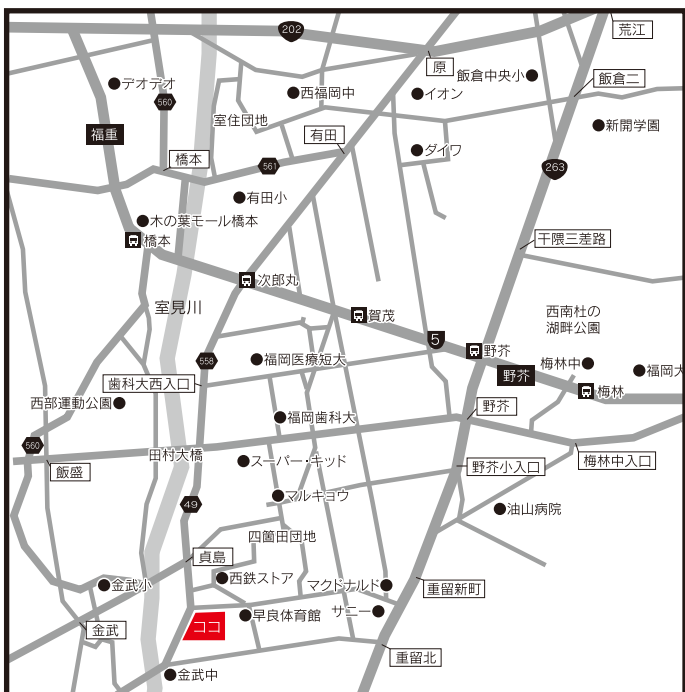 202
荒江
原
飯倉中央小
デオデオ
560
西福岡中
イオン
飯倉二
室住団地
福重
有田
新開学園
橋本
561
ダイワ
263
有田小
木の葉モール橋本
橋本
干隈三差路
次郎丸
室見川
賀茂
西南杜の
湖畔公園
5
野芥
558
福岡医療短大
梅林中
福岡大
野芥
歯科大西入口
梅林
西部運動公園
野芥
福岡歯科大
560
田村大橋
飯盛
スーパー・キッド
野芥小入口
梅林中入口
マルキョウ
49
油山病院
四箇田団地
貞島
西鉄ストア
金武小
マクドナルド
重留新町
早良体育館
サニー
ココ
金武
重留北
金武中